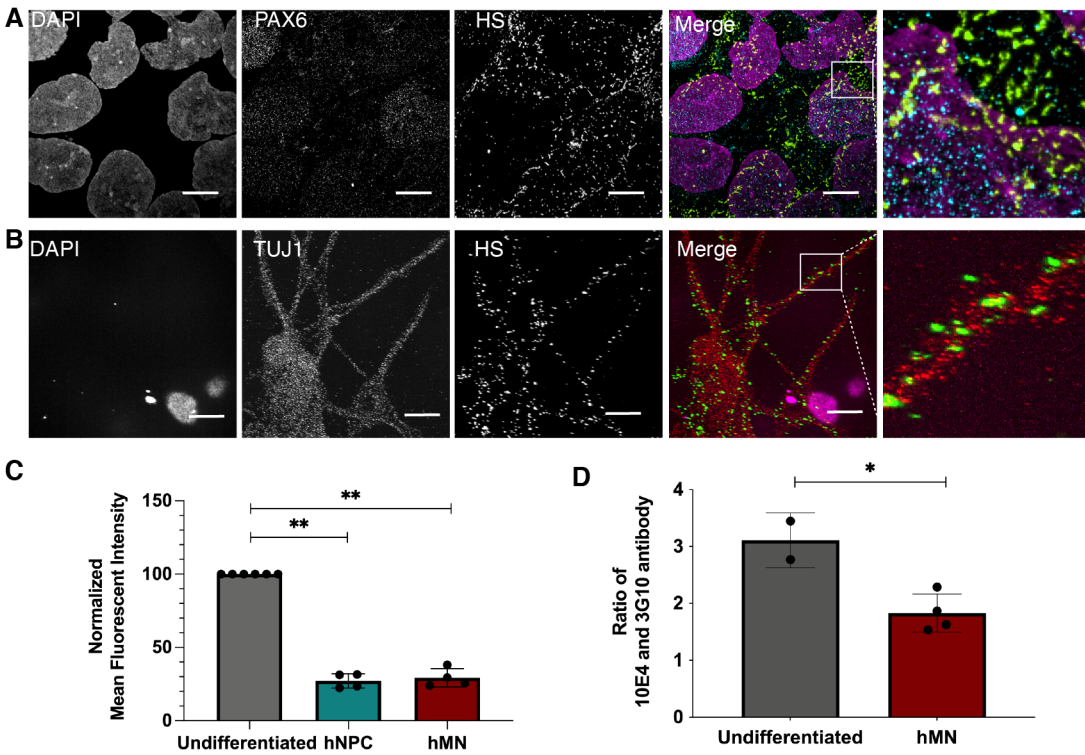 A
DAPI
PAX6
HS
Merge
B
DAPI
TUJ1
HS
Merge
C
Normalized
Mean Fluorescent Intensity
150
100
50
0
**
**
Undifferentiated
hNPC
hMN
D
Ratio of
10E4 and 3G10 antibody
4
3
2
1
0
*
Undifferentiated
hMN